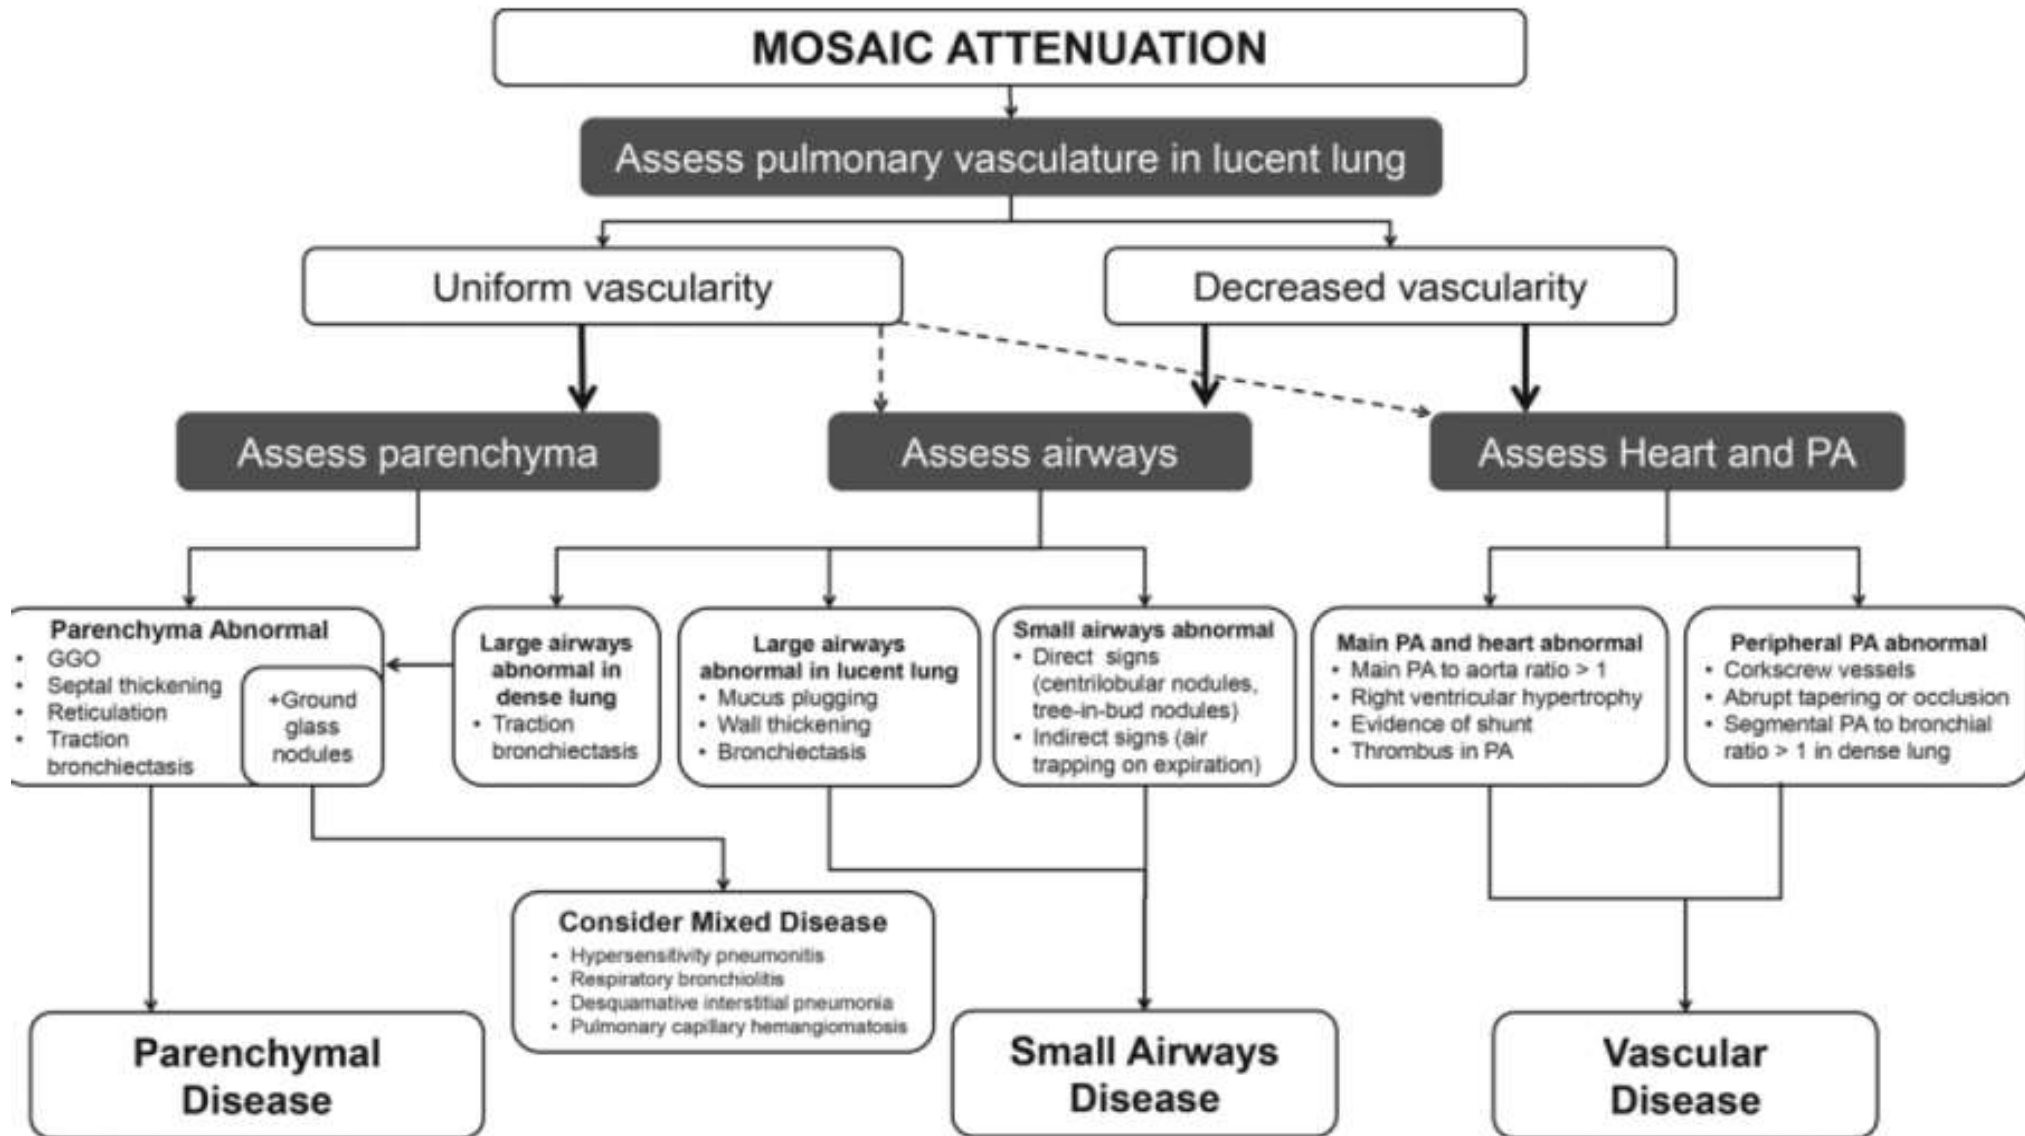 MOSAIC ATTENUATION
Assess pulmonary vasculature in lucent lung
Uniform vascularity
Decreased vascularity
Assess parenchyma
Assess airways
Assess Heart and PA
Parenchyma Abnormal
• GGO
• Septal thickening
• Reticulation
• Traction
bronchiectasis
+Ground
glass
nodules
Large airways
abnormal in
dense lung
• Traction
bronchiectasis
Large airways
abnormal in lucent lung
• Mucus plugging
• Wall thickening
• Bronchiectasis
Small airways abnormal
• Direct signs
(centrilobular nodules,
tree-in-bud nodules)
• Indirect signs (air
trapping on expiration)
Main PA and heart abnormal
• Main PA to aorta ratio > 1
• Right ventricular hypertrophy
• Evidence of shunt
• Thrombus in PA
Peripheral PA abnormal
• Corkscrew vessels
• Abrupt tapering or occlusion
• Segmental PA to bronchial
ratio > 1 in dense lung
Consider Mixed Disease
• Hypersensitivity pneumonitis
• Respiratory bronchiolitis
• Desquamative interstitial pneumonia
• Pulmonary capillary hemangiomatosis
Parenchymal
Disease
Small Airways
Disease
Vascular
Disease